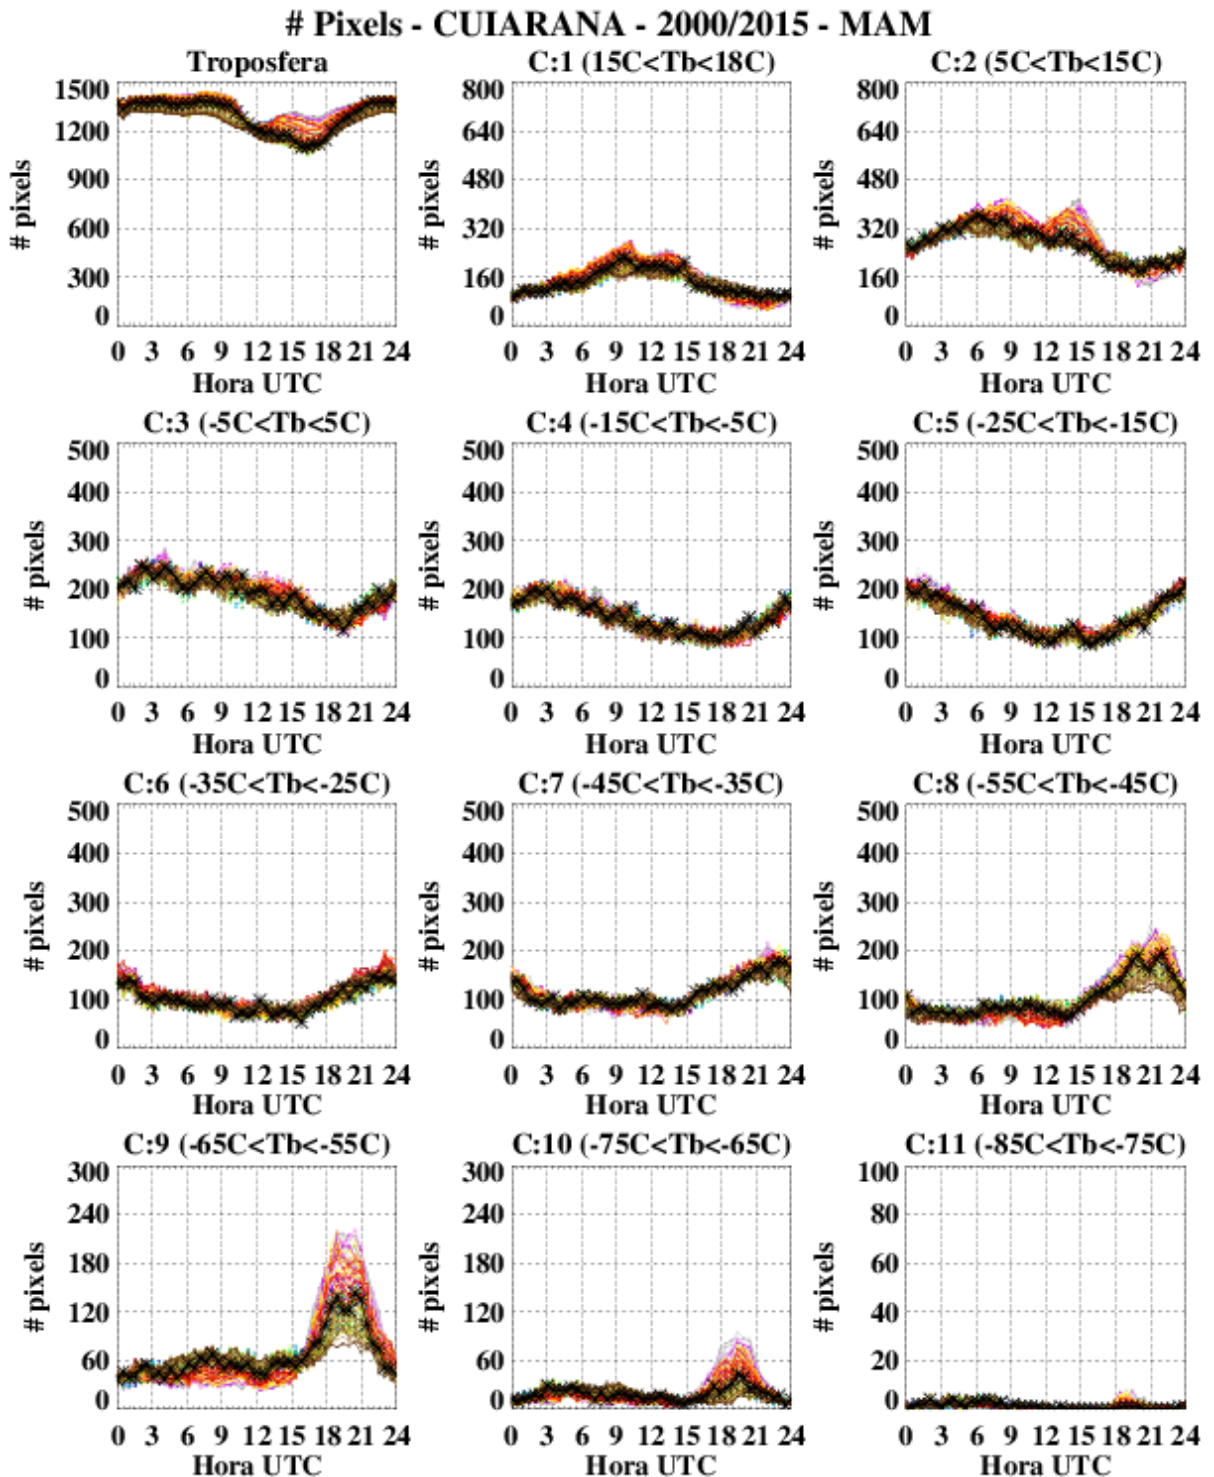 # Pixels - CUIARANA - 2000/2015 - MAM
Troposfera
C:1 (15C<Tb<18C)
C:2 (5C<Tb<15C)
# pixels
1500
1200
900
600
300
0
0 3 6 9 12 15 18 21 24
Hora UTC
# pixels
800
640
480
320
160
0
0 3 6 9 12 15 18 21 24
Hora UTC
# pixels
800
640
480
320
160
0
0 3 6 9 12 15 18 21 24
Hora UTC
C:3 (-5C<Tb<5C)
C:4 (-15C<Tb<-5C)
C:5 (-25C<Tb<-15C)
# pixels
500
400
300
200
100
0
0 3 6 9 12 15 18 21 24
Hora UTC
# pixels
500
400
300
200
100
0
0 3 6 9 12 15 18 21 24
Hora UTC
# pixels
500
400
300
200
100
0
0 3 6 9 12 15 18 21 24
Hora UTC
C:6 (-35C<Tb<-25C)
C:7 (-45C<Tb<-35C)
C:8 (-55C<Tb<-45C)
# pixels
500
400
300
200
100
0
0 3 6 9 12 15 18 21 24
Hora UTC
# pixels
500
400
300
200
100
0
0 3 6 9 12 15 18 21 24
Hora UTC
# pixels
500
400
300
200
100
0
0 3 6 9 12 15 18 21 24
Hora UTC
C:9 (-65C<Tb<-55C)
C:10 (-75C<Tb<-65C)
C:11 (-85C<Tb<-75C)
# pixels
300
240
180
120
60
0
0 3 6 9 12 15 18 21 24
Hora UTC
# pixels
300
240
180
120
60
0
0 3 6 9 12 15 18 21 24
Hora UTC
# pixels
100
80
60
40
20
0
0 3 6 9 12 15 18 21 24
Hora UTC